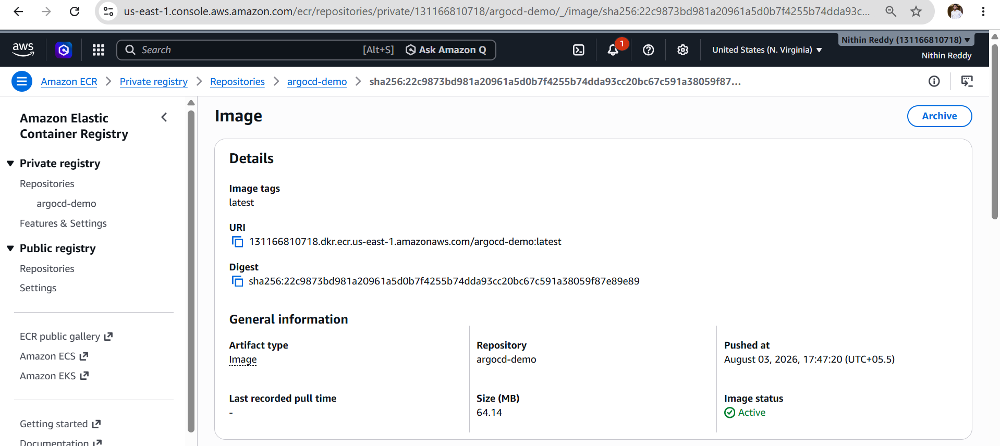 us-east-1.console.aws.amazon.com/ecr/repositories/private/131166810718/argocd-demo/_/image/sha256:22c9873bd981a20961a5d0b7f4255b74dda93c...
aws
Search
[Alt+S]
Ask Amazon Q
1
United States (N. Virginia)
Nithin Reddy (131166810718)
Nithin Reddy
Amazon ECR
Private registry
Repositories
argocd-demo
sha256:22c9873bd981a20961a5d0b7f4255b74dda93cc20bc67c591a38059f87...
Amazon Elastic
Container Registry
Private registry
Repositories
argocd-demo
Features & Settings
Public registry
Repositories
Settings
ECR public gallery
Amazon ECS
Amazon EKS
Getting started
Documentation
Image
Archive
Details
Image tags
latest
URI
131166810718.dkr.ecr.us-east-1.amazonaws.com/argocd-demo:latest
Digest
sha256:22c9873bd981a20961a5d0b7f4255b74dda93cc20bc67c591a38059f87e89e89
General information
Artifact type
Image
Repository
argocd-demo
Pushed at
August 03, 2026, 17:47:20 (UTC+05.5)
Last recorded pull time
-
Size (MB)
64.14
Image status
Active